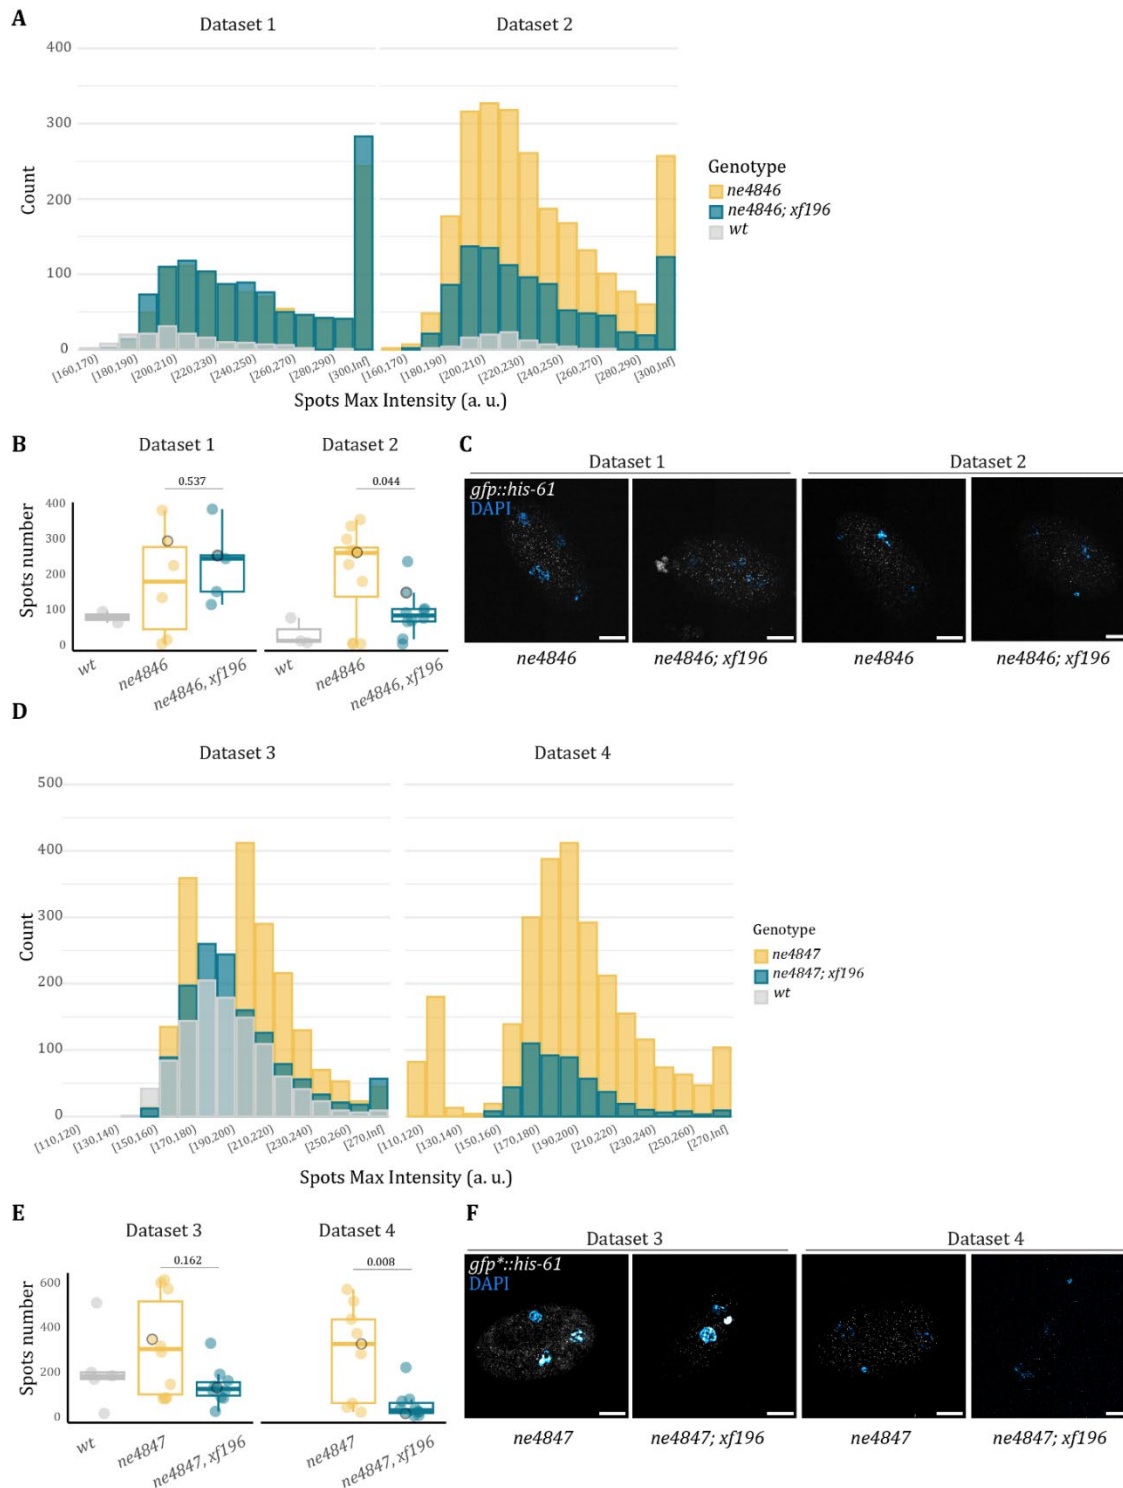 A
Dataset 1
Dataset 2
400
300
200
100
0
Count
Genotype
ne4846
ne4846; xf196
wt
[160,170)
[180,190)
[200,210)
[220,230)
[240,250)
[260,270)
[280,290)
[300,Inf]
[160,170)
[180,190)
[200,210)
[220,230)
[240,250)
[260,270)
[280,290)
[300,Inf]
Spots Max Intensity (a. u.)
B
Dataset 1
Dataset 2
0.537
0.044
400
300
200
100
0
Spots number
wt
ne4846
ne4846, xf196
wt
ne4846
ne4846, xf196
C
Dataset 1
Dataset 2
gfp::his-61
DAPI
ne4846
ne4846; xf196
ne4846
ne4846; xf196
D
Dataset 3
Dataset 4
500
400
300
200
100
0
Count
Genotype
ne4847
ne4847; xf196
wt
[110,120)
[130,140)
[150,160)
[170,180)
[190,200)
[210,220)
[230,240)
[250,260)
[270,Inf]
[110,120)
[130,140)
[150,160)
[170,180)
[190,200)
[210,220)
[230,240)
[250,260)
[270,Inf]
Spots Max Intensity (a. u.)
E
Dataset 3
Dataset 4
0.162
0.008
600
400
200
0
Spots number
wt
ne4847
ne4847, xf196
ne4847
ne4847, xf196
F
Dataset 3
Dataset 4
gfp*::his-61
DAPI
ne4847
ne4847; xf196
ne4847
ne4847; xf196